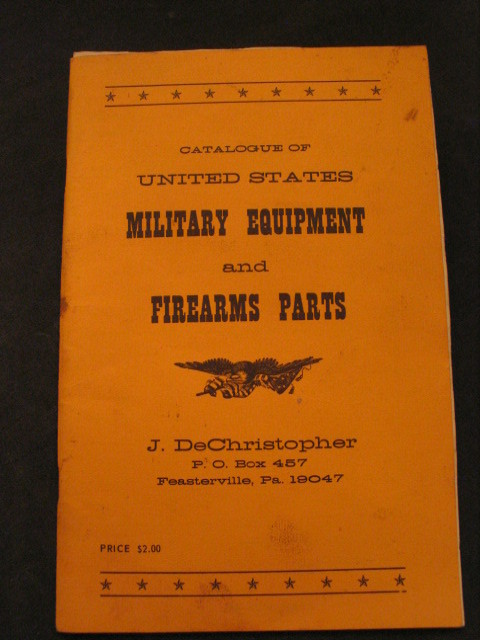 CATALOGUE OF
UNITED STATES
MILITARY EQUIPMENT
and
FIREARMS PARTS
J. DeChristopher
P. O. Box 457
Feasterville, Pa. 19047
PRICE $2.00